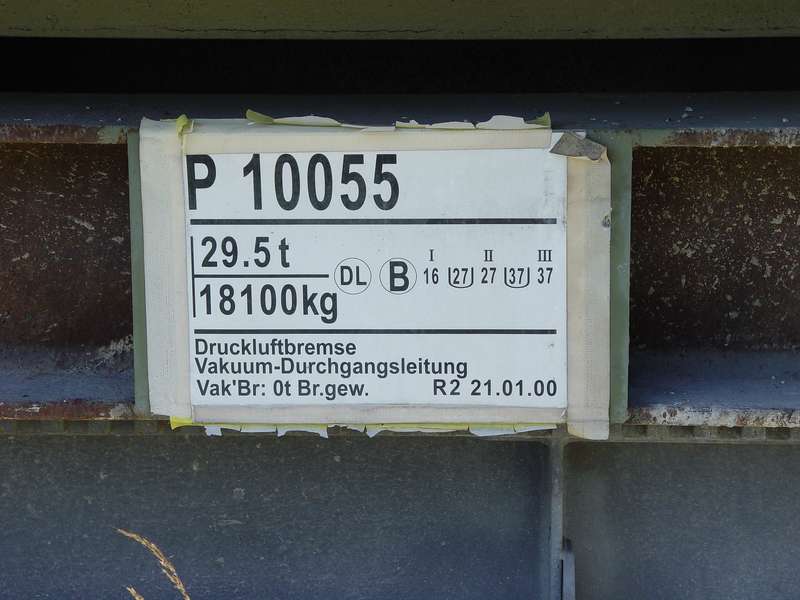 P 10055
29.5 t
18100kg
DL B
I II III
16 27 27 37 37
Druckluftbremse
Vakuum-Durchgangsleitung
Vak'Br: 0t Br.gew. R2 21.01.00